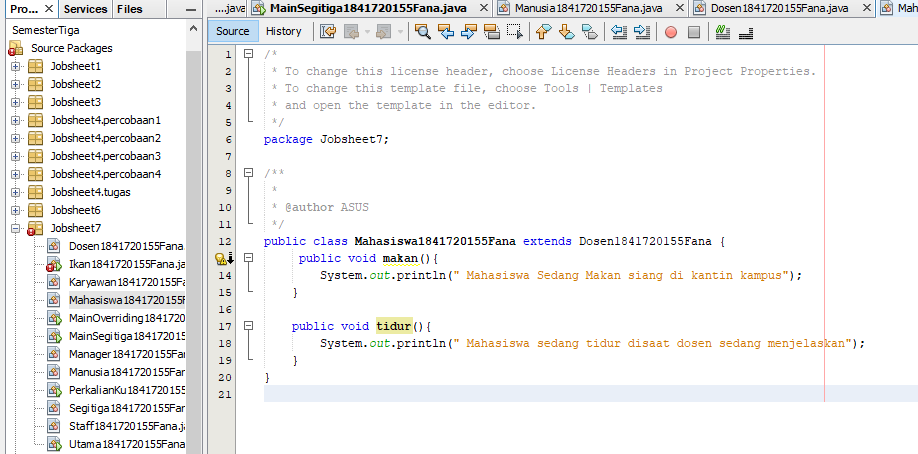 Pro...
Services
Files
SemesterTiga
Source Packages
Jobsheet1
Jobsheet2
Jobsheet3
Jobsheet4.percobaan1
Jobsheet4.percobaan2
Jobsheet4.percobaan3
Jobsheet4.percobaan4
Jobsheet4.tugas
Jobsheet6
Jobsheet7
Dosen1841720155Fana.
Ikan1841720155Fana.ja
Karyawan1841720155F
Mahasiswa1841720155F
MainOverriding1841720
MainSegitiga184172015
Manager1841720155Fa
Manusia1841720155Fan
PerkalianKu184172015
Segitiga1841720155Far
Staff1841720155Fana.ja
Utama1841720155Fana
....java
MainSegitiga1841720155Fana.java
Manusia1841720155Fana.java
Dosen1841720155Fana.java
Mah
Source
History
1 /*
2 * To change this license header, choose License Headers in Project Properties.
3 * To change this template file, choose Tools | Templates
4 * and open the template in the editor.
5 */
6 package Jobsheet7;
7
8 /**
9 *
10 * @author ASUS
11 */
12 public class Mahasiswa1841720155Fana extends Dosen1841720155Fana {
public void makan(){
14 System.out.println(" Mahasiswa Sedang Makan siang di kantin kampus");
15 }
16
17 public void tidur(){
18 System.out.println(" Mahasiswa sedang tidur disaat dosen sedang menjelaskan");
19 }
20 }
21